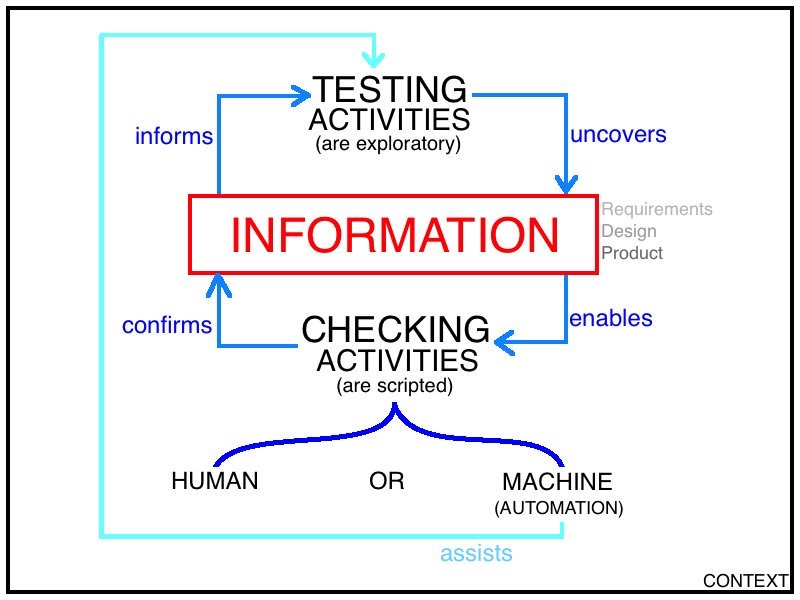 TESTING
ACTIVITIES
(are exploratory)
informs
uncovers
INFORMATION
Requirements
Design
Product
confirms
enables
CHECKING
ACTIVITIES
(are scripted)
HUMAN
OR
MACHINE
(AUTOMATION)
assists
CONTEXT